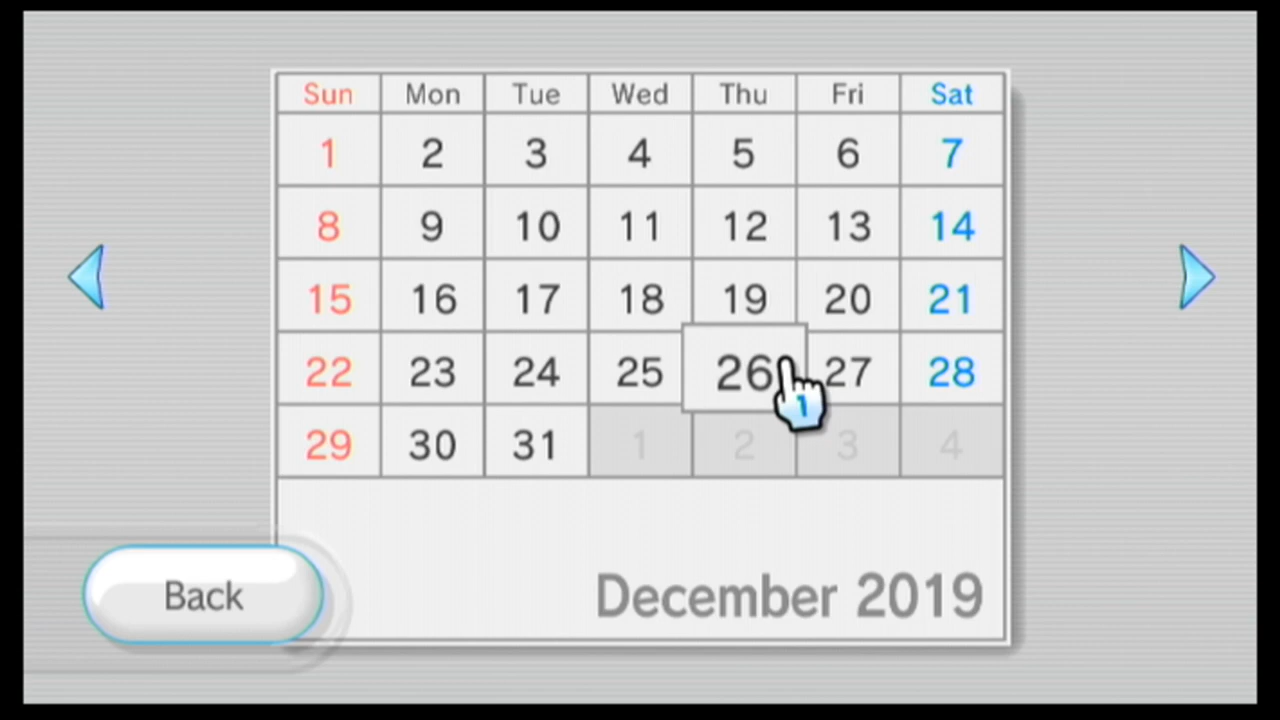 Sun Mon Tue Wed Thu Fri Sat
1 2 3 4 5 6 7
8 9 10 11 12 13 14
15 16 17 18 19 20 21
22 23 24 25 26 27 28
1
29 30 31 1 2 3 4
December 2019
Back